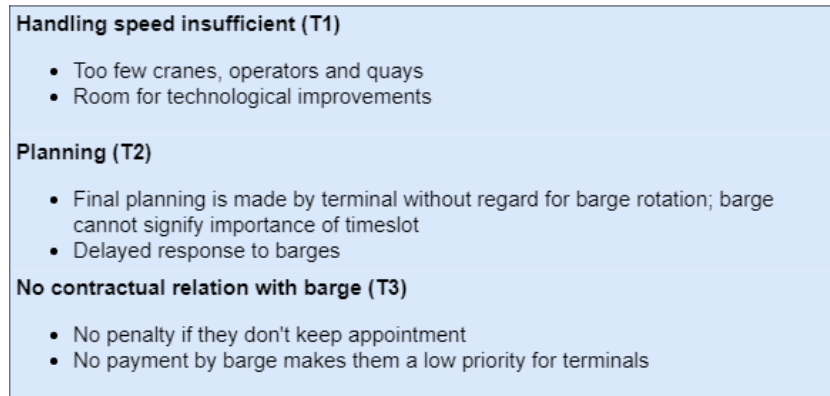 Handling speed insufficient (T1)
• Too few cranes, operators and quays
• Room for technological improvements
Planning (T2)
• Final planning is made by terminal without regard for barge rotation; barge
cannot signify importance of timeslot
• Delayed response to barges
No contractual relation with barge (T3)
• No penalty if they don't keep appointment
• No payment by barge makes them a low priority for terminals